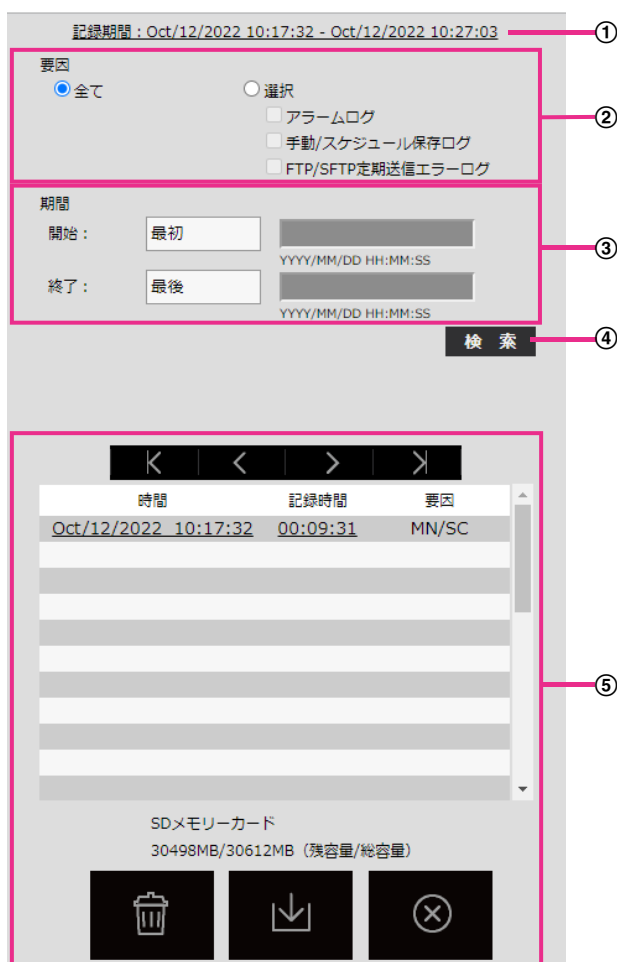 記録期間 : Oct/12/2022 10:17:32 - Oct/12/2022 10:27:03 ①
要因
全て 選択
アラームログ ②
手動/スケジュール保存ログ
FTP/SFTP定期送信エラーログ
期間
開始 : 最初
YYYY/MM/DD HH:MM:SS ③
終了 : 最後
YYYY/MM/DD HH:MM:SS
検 索 ④
時間 記録時間 要因
Oct/12/2022 10:17:32 00:09:31 MN/SC
⑤
SDメモリーカード
30498MB/30612MB（残容量/総容量）